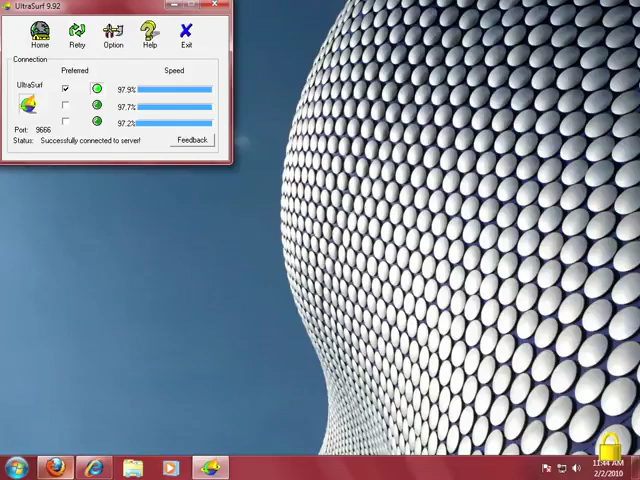 UltraSurf 9.92
Home Retry Option Help Exit
Connection
Preferred Speed
UltraSurf
97.9%
97.7%
97.2%
Port: 9666
Status: Successfully connected to server!
Feedback
11:44 AM
2/2/2010